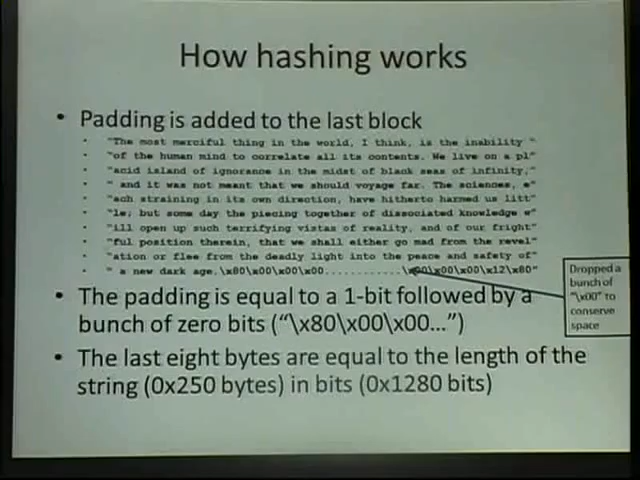 How hashing works
• Padding is added to the last block
• "The most merciful thing in the world, I think, is the inability "
• "of the human mind to correlate all its contents. We live on a pl"
• "acid island of ignorance in the midst of black seas of infinity,"
• " and it was not meant that we should voyage far. The sciences, e"
• "ach straining in its own direction, have hitherto harmed us litt"
• "le; but some day the piecing together of dissociated knowledge w"
• "ill open up such terrifying vistas of reality, and of our fright"
• "ful position therein, that we shall either go mad from the revel"
• "ation or flee from the deadly light into the peace and safety of"
• " a new dark age.\x80\x00\x00\x00............\x00\x00\x00\x12\x80"
Dropped a
bunch of
"\x00" to
conserve
space
• The padding is equal to a 1-bit followed by a
bunch of zero bits ("\x80\x00\x00...")
• The last eight bytes are equal to the length of the
string (0x250 bytes) in bits (0x1280 bits)